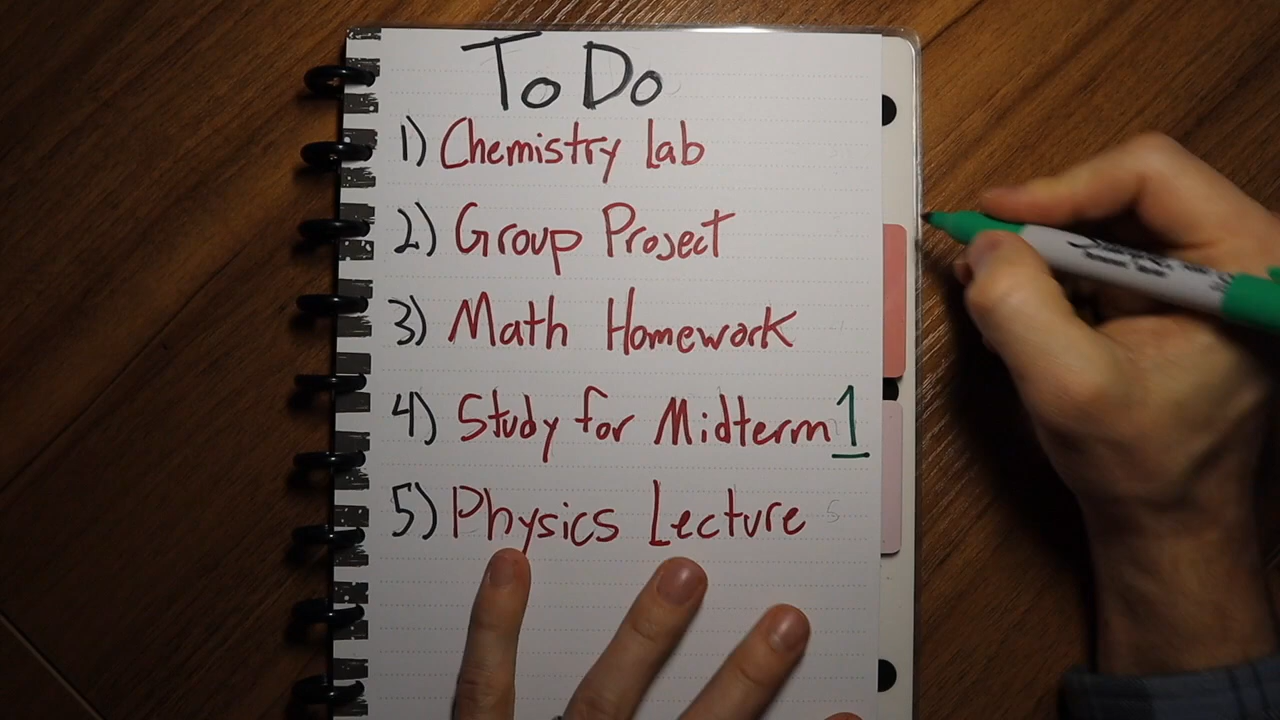 To Do
1) Chemistry Lab
2) Group Project
3) Math Homework
4) Study for Midterm 1
5) Physics Lecture 5